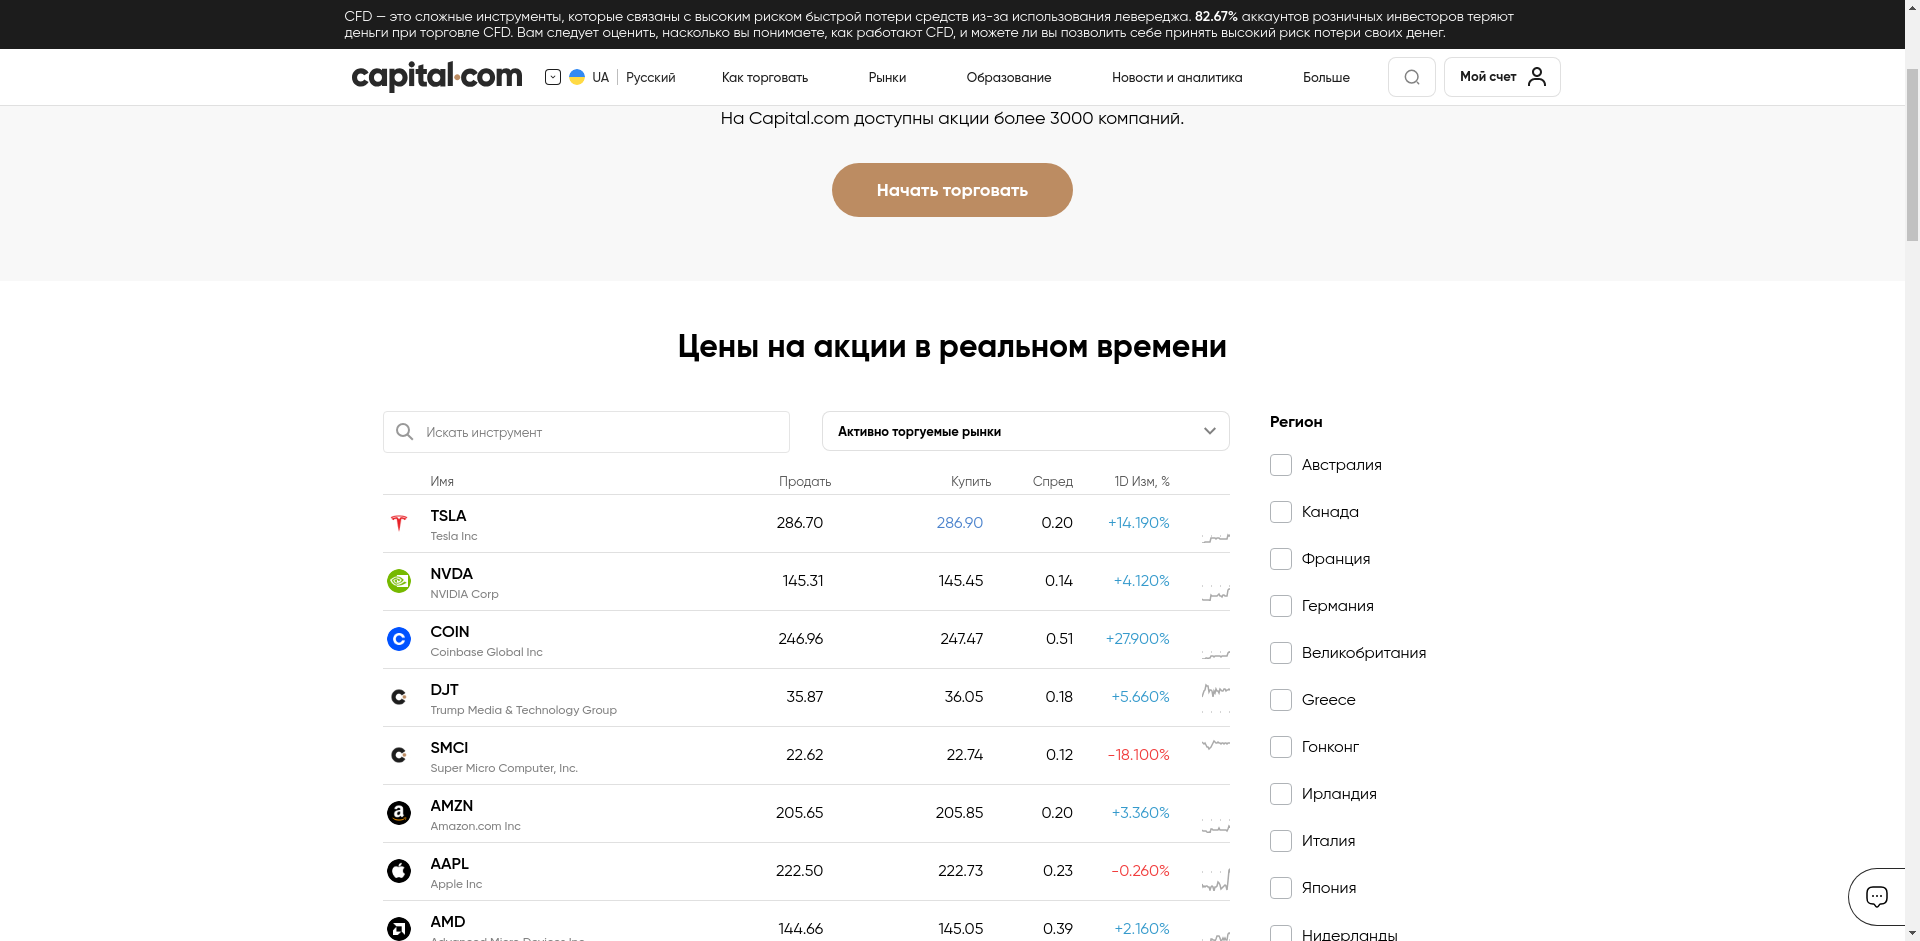 CFD — это сложные инструменты, которые связаны с высоким риском быстрой потери средств из-за использования левереджа. 82.67% аккаунтов розничных инвесторов теряют
деньги при торговле CFD. Вам следует оценить, насколько вы понимаете, как работают CFD, и можете ли вы позволить себе принять высокий риск потери своих денег.
capital.com UA Русский Как торговать Рынки Образование Новости и аналитика Больше Мой счет
На Capital.com доступны акции более 3000 компаний.
Начать торговать
Цены на акции в реальном времени
Искать инструмент
Активно торгуемые рынки
Имя Продать Купить Спред 1D Изм, %
TSLA 286.70 286.90 0.20 +14.190%
Tesla Inc
NVDA 145.31 145.45 0.14 +4.120%
NVIDIA Corp
COIN 246.96 247.47 0.51 +27.900%
Coinbase Global Inc
DJT 35.87 36.05 0.18 +5.660%
Trump Media & Technology Group
SMCI 22.62 22.74 0.12 -18.100%
Super Micro Computer, Inc.
AMZN 205.65 205.85 0.20 +3.360%
Amazon.com Inc
AAPL 222.50 222.73 0.23 -0.260%
Apple Inc
AMD 144.66 145.05 0.39 +2.160%
Advanced Micro Devices Inc
Регион
Австралия
Канада
Франция
Германия
Великобритания
Greece
Гонконг
Ирландия
Италия
Япония
Нидерланды